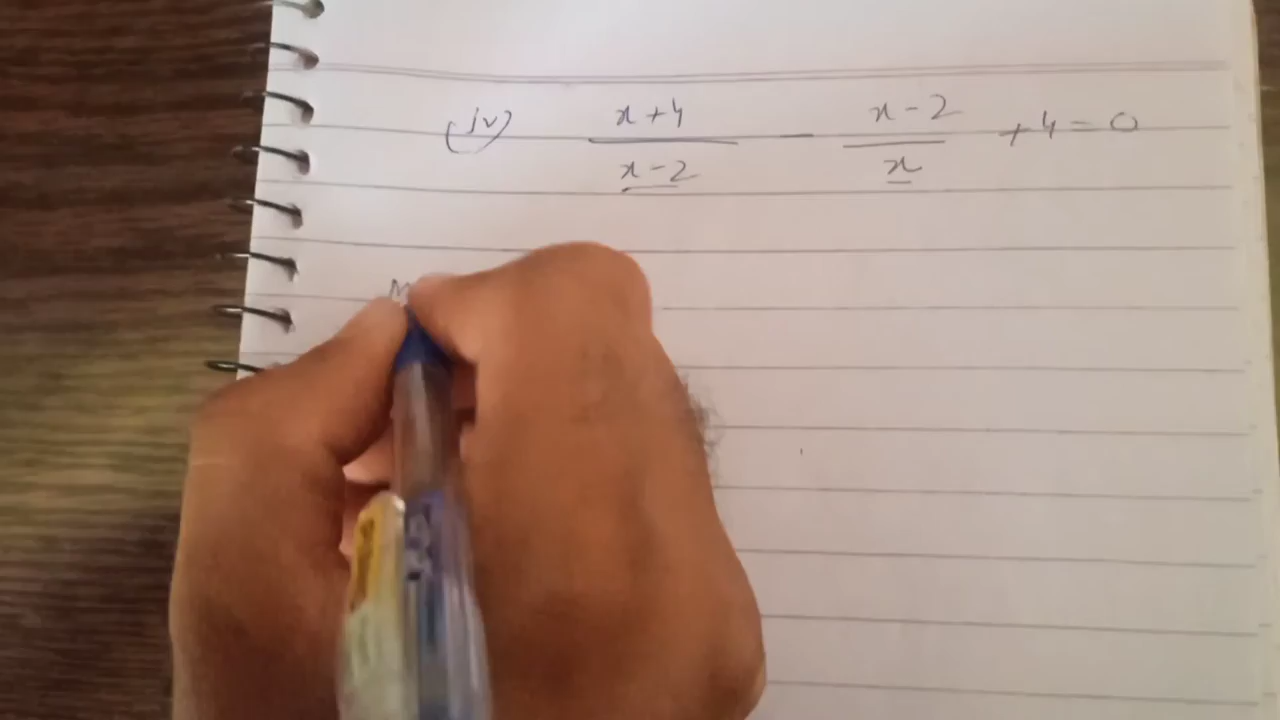 (iv) x+4 / x-2 - x-2 / x +4=0
M